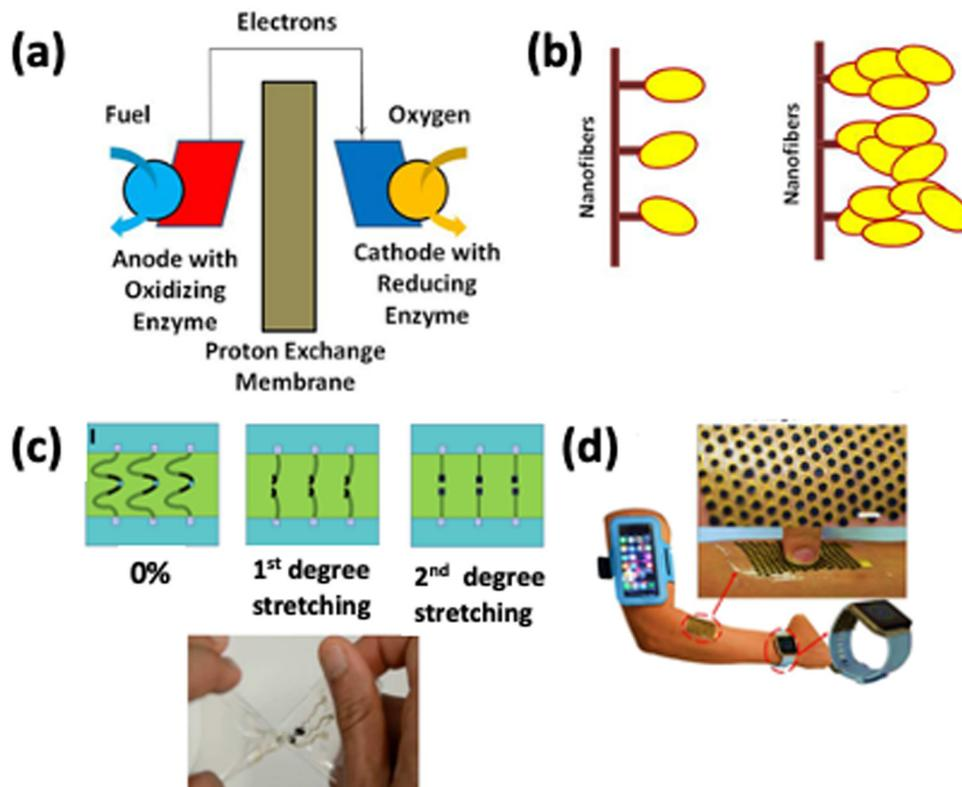 (a)
Electrons
Fuel
Oxygen
Anode with
Oxidizing
Enzyme
Cathode with
Reducing
Enzyme
Proton Exchange
Membrane
(b)
Nanofibers
Nanofibers
(c)
I
0%
1st degree
stretching
2nd degree
stretching
(d)